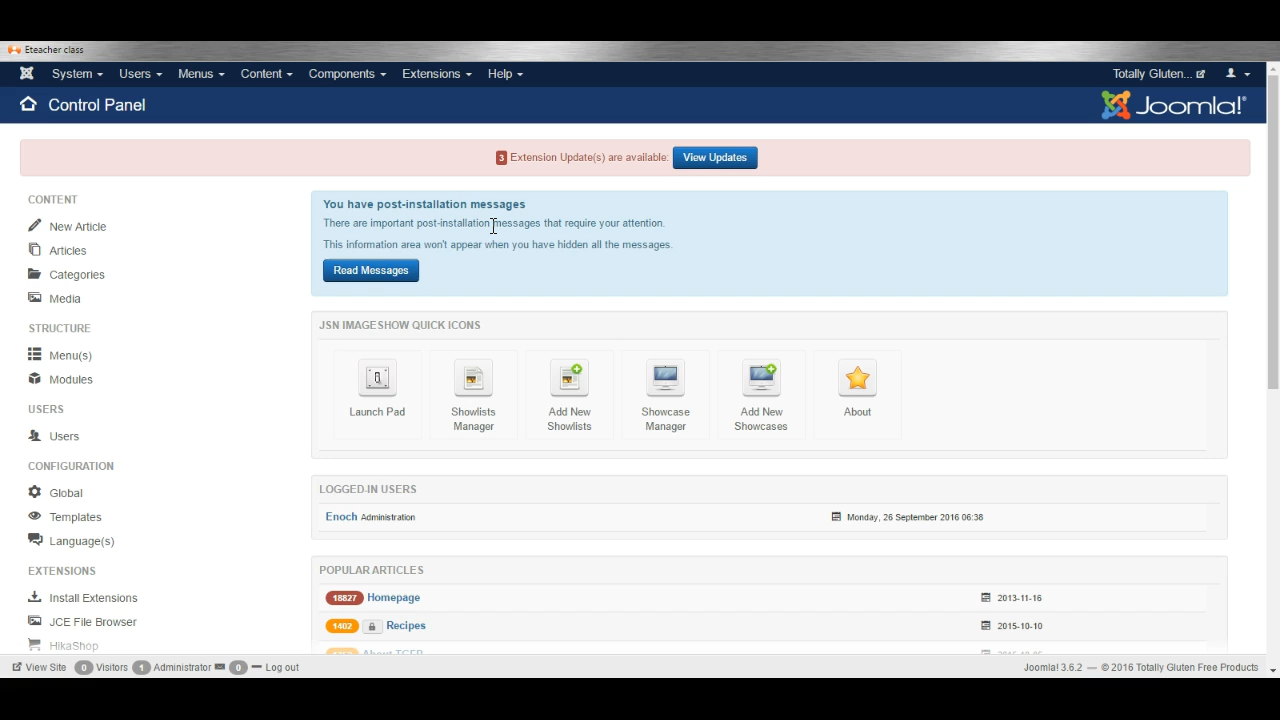 Eteacher class
System Users Menus Content Components Extensions Help Totally Gluten...
Control Panel Joomla!®
3 Extension Update(s) are available: View Updates
CONTENT
New Article
Articles
Categories
Media
STRUCTURE
Menu(s)
Modules
USERS
Users
CONFIGURATION
Global
Templates
Language(s)
EXTENSIONS
Install Extensions
JCE File Browser
HikaShop
You have post-installation messages
There are important post-installation messages that require your attention.
This information area won't appear when you have hidden all the messages.
Read Messages
JSN IMAGESHOW QUICK ICONS
Launch Pad
Showlists
Manager
Add New
Showlists
Showcase
Manager
Add New
Showcases
About
LOGGED-IN USERS
Enoch Administration Monday, 26 September 2016 06:38
POPULAR ARTICLES
18827 Homepage 2013-11-16
1402 Recipes 2015-10-10
View Site 0 Visitors 1 Administrator 0 Log out Joomla! 3.6.2 — © 2016 Totally Gluten Free Products